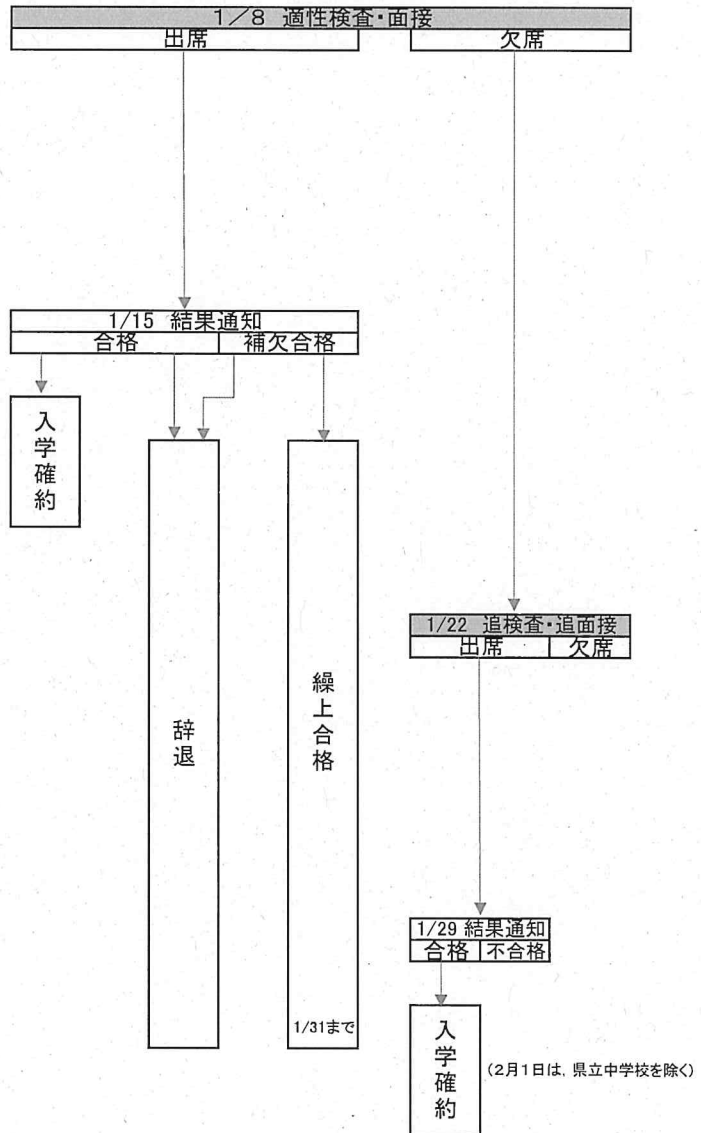 1／8 適性検査・面接
出席 欠席
1/15 結果通知
合格 補欠合格
入学確約
辞退
繰上合格
1/31まで
1/22 追検査・追面接
出席 欠席
1/29 結果通知
合格 不合格
入学確約
(2月1日は, 県立中学校を除く)